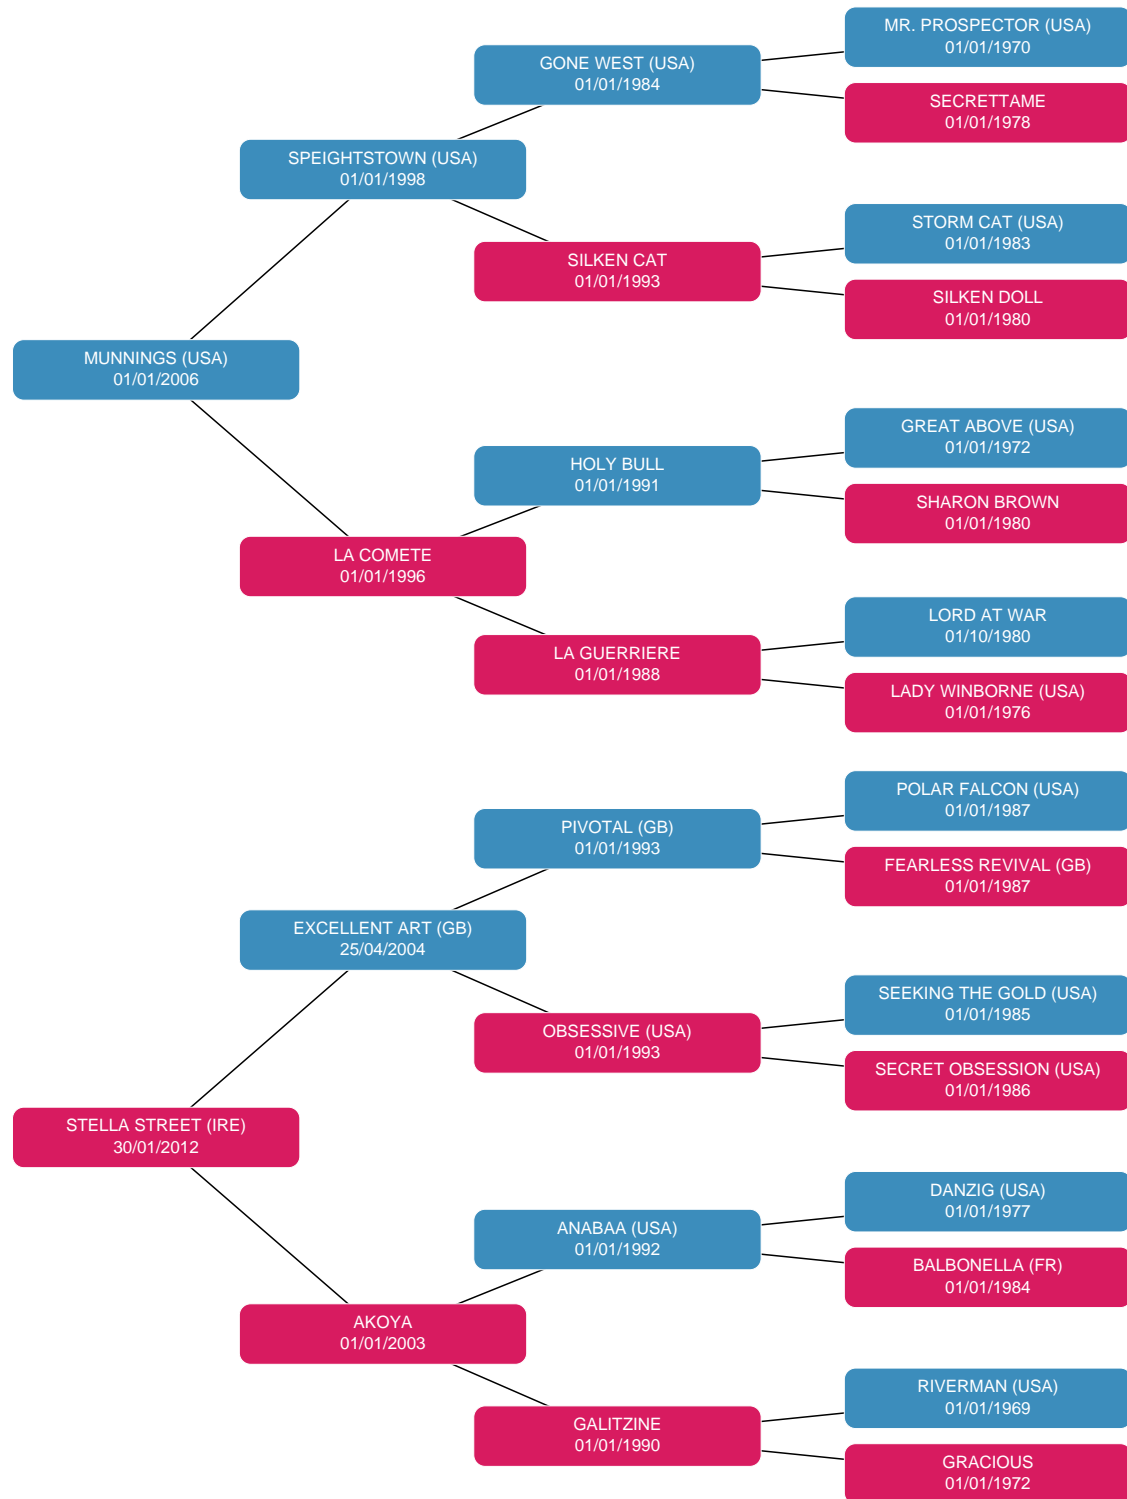 MR. PROSPECTOR (USA)
01/01/1970
GONE WEST (USA)
01/01/1984
SECRETTAME
01/01/1978
SPEIGHTSTOWN (USA)
01/01/1998
STORM CAT (USA)
01/01/1983
SILKEN CAT
01/01/1993
SILKEN DOLL
01/01/1980
MUNNINGS (USA)
01/01/2006
GREAT ABOVE (USA)
01/01/1972
HOLY BULL
01/01/1991
SHARON BROWN
01/01/1980
LA COMETE
01/01/1996
LORD AT WAR
01/10/1980
LA GUERRIERE
01/01/1988
LADY WINBORNE (USA)
01/01/1976
POLAR FALCON (USA)
01/01/1987
PIVOTAL (GB)
01/01/1993
FEARLESS REVIVAL (GB)
01/01/1987
EXCELLENT ART (GB)
25/04/2004
SEEKING THE GOLD (USA)
01/01/1985
OBSESSIVE (USA)
01/01/1993
SECRET OBSESSION (USA)
01/01/1986
STELLA STREET (IRE)
30/01/2012
DANZIG (USA)
01/01/1977
ANABAA (USA)
01/01/1992
BALBONELLA (FR)
01/01/1984
AKOYA
01/01/2003
RIVERMAN (USA)
01/01/1969
GALITZINE
01/01/1990
GRACIOUS
01/01/1972